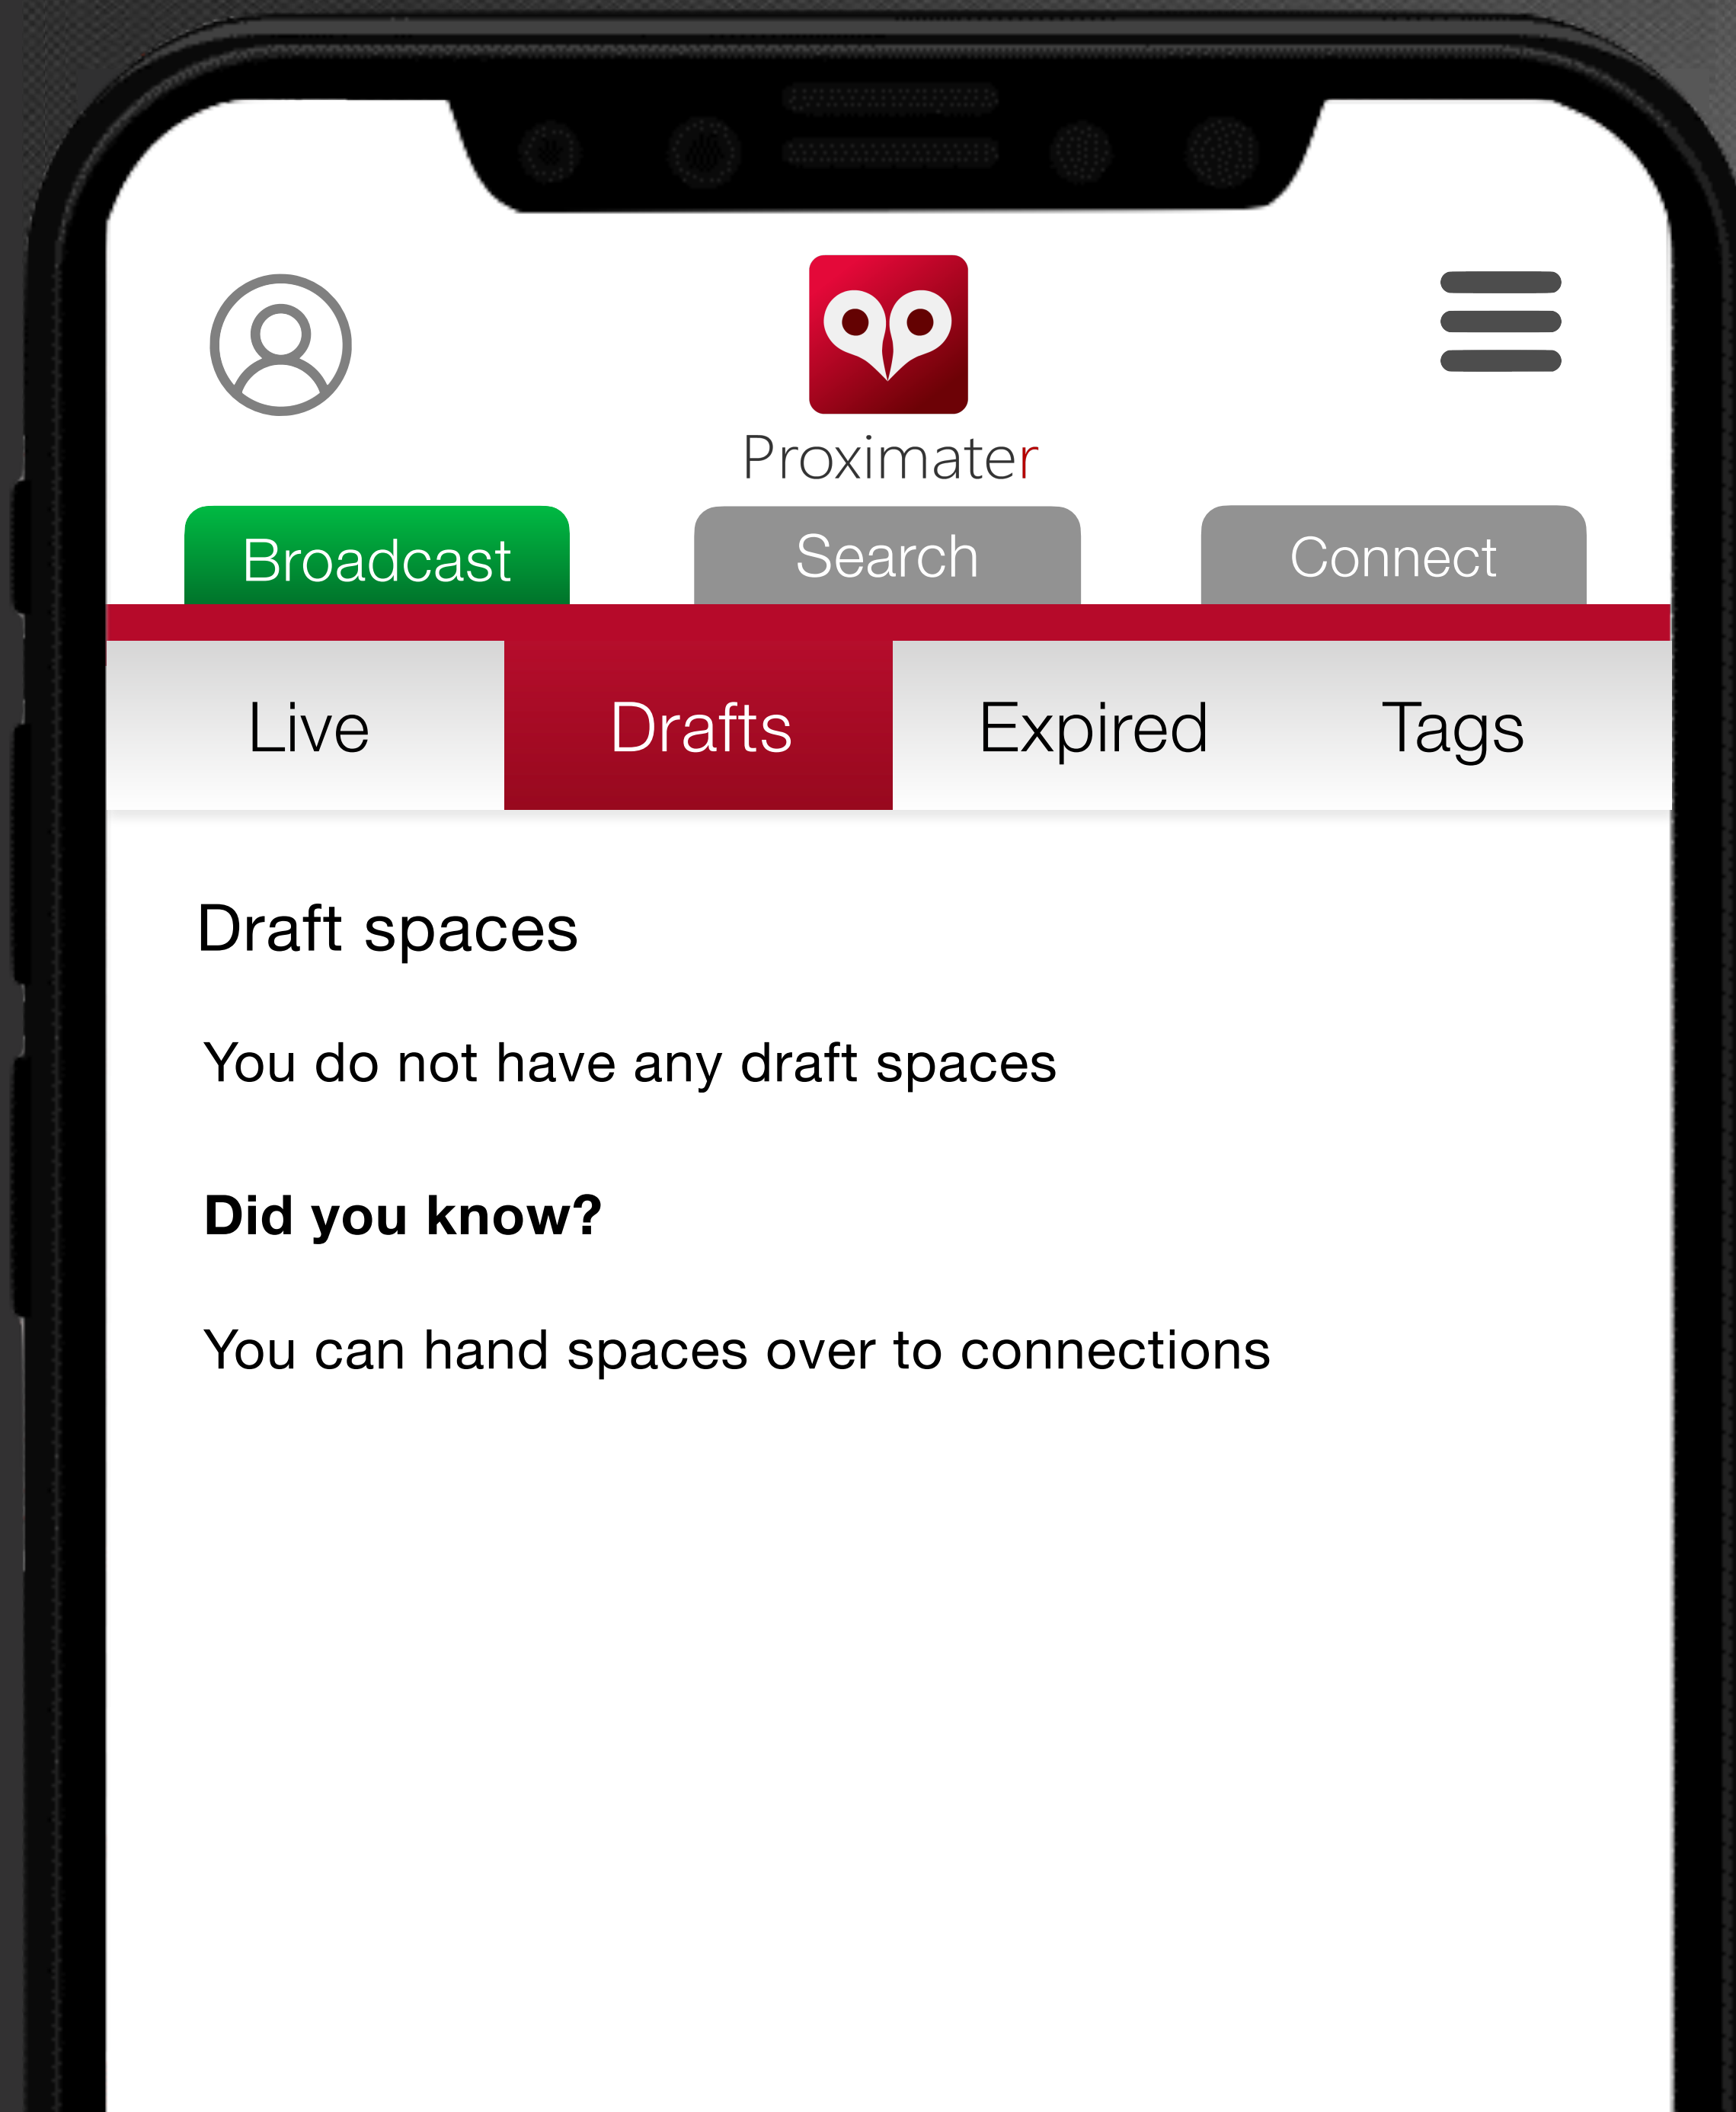 Proximater
Broadcast Search Connect
Live Drafts Expired Tags
Draft spaces
You do not have any draft spaces
Did you know?
You can hand spaces over to connections